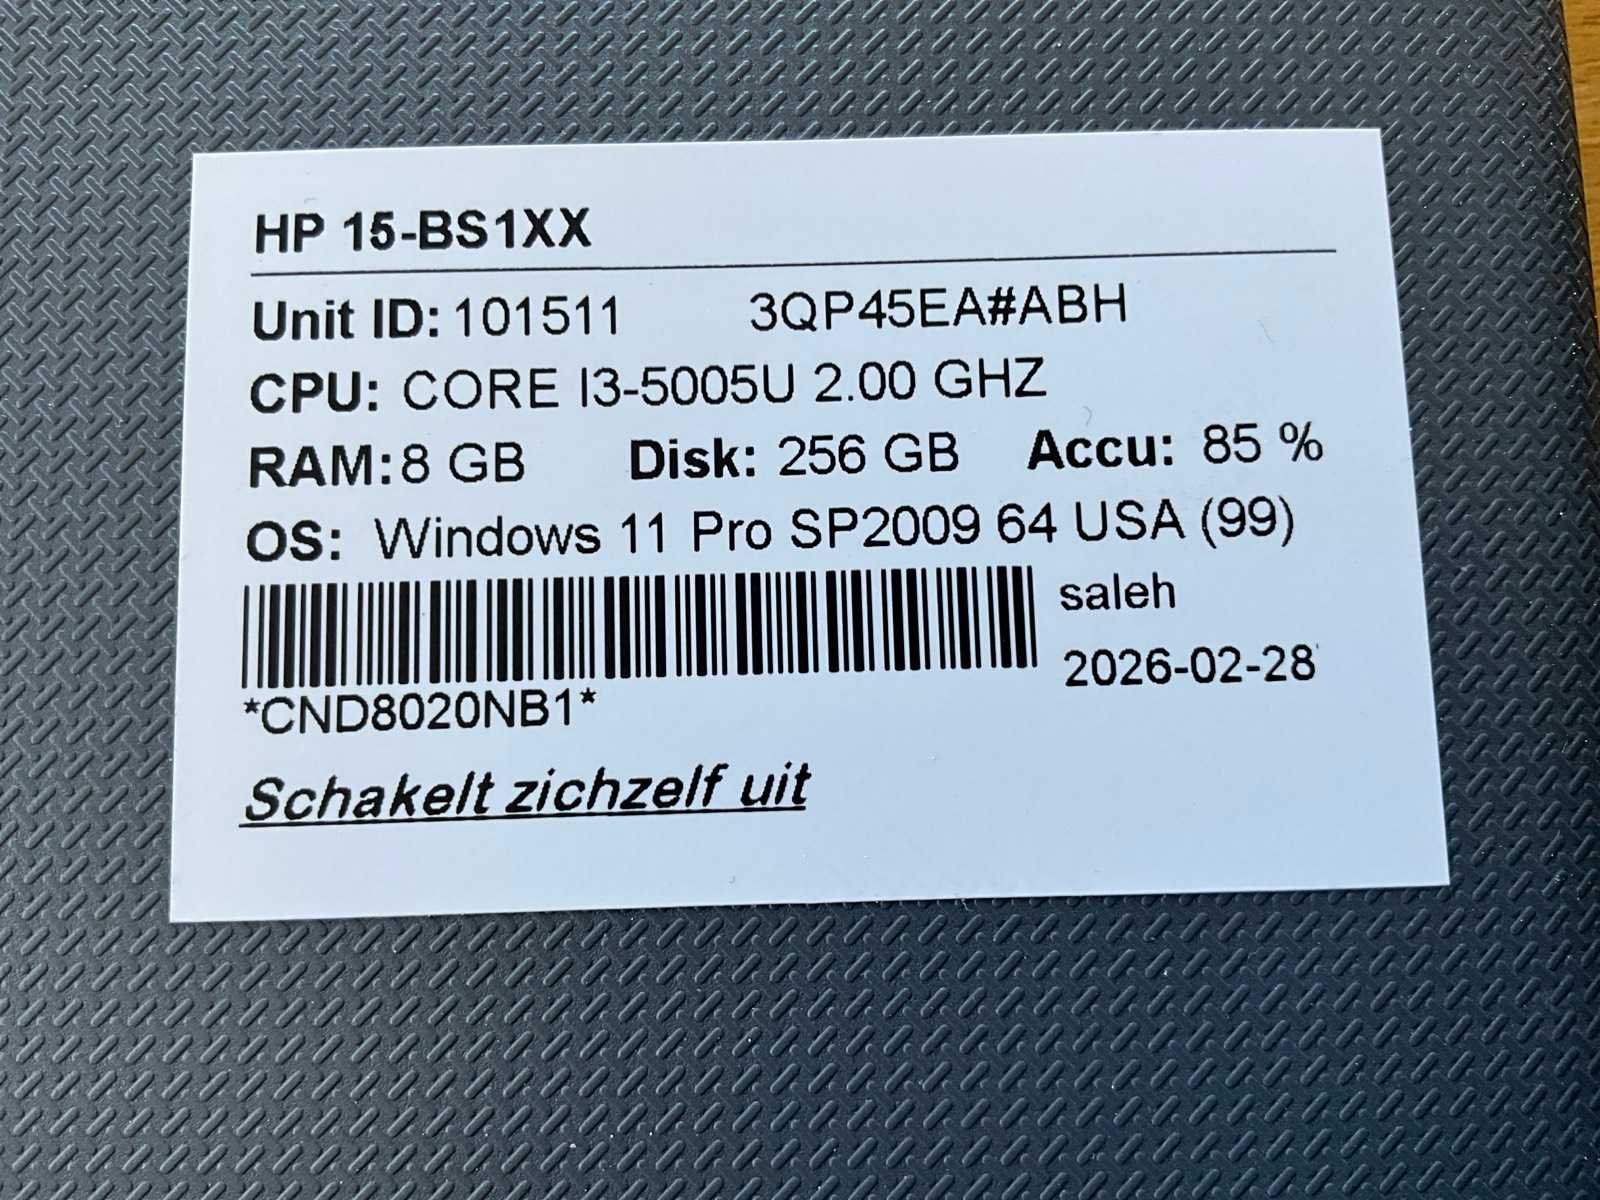 HP 15-BS1XX
Unit ID: 101511 3QP45EA#ABH
CPU: CORE I3-5005U 2.00 GHZ
RAM: 8 GB Disk: 256 GB Accu: 85 %
OS: Windows 11 Pro SP2009 64 USA (99)
saleh
2026-02-28
*CND8020NB1*
Schakelt zichzelf uit